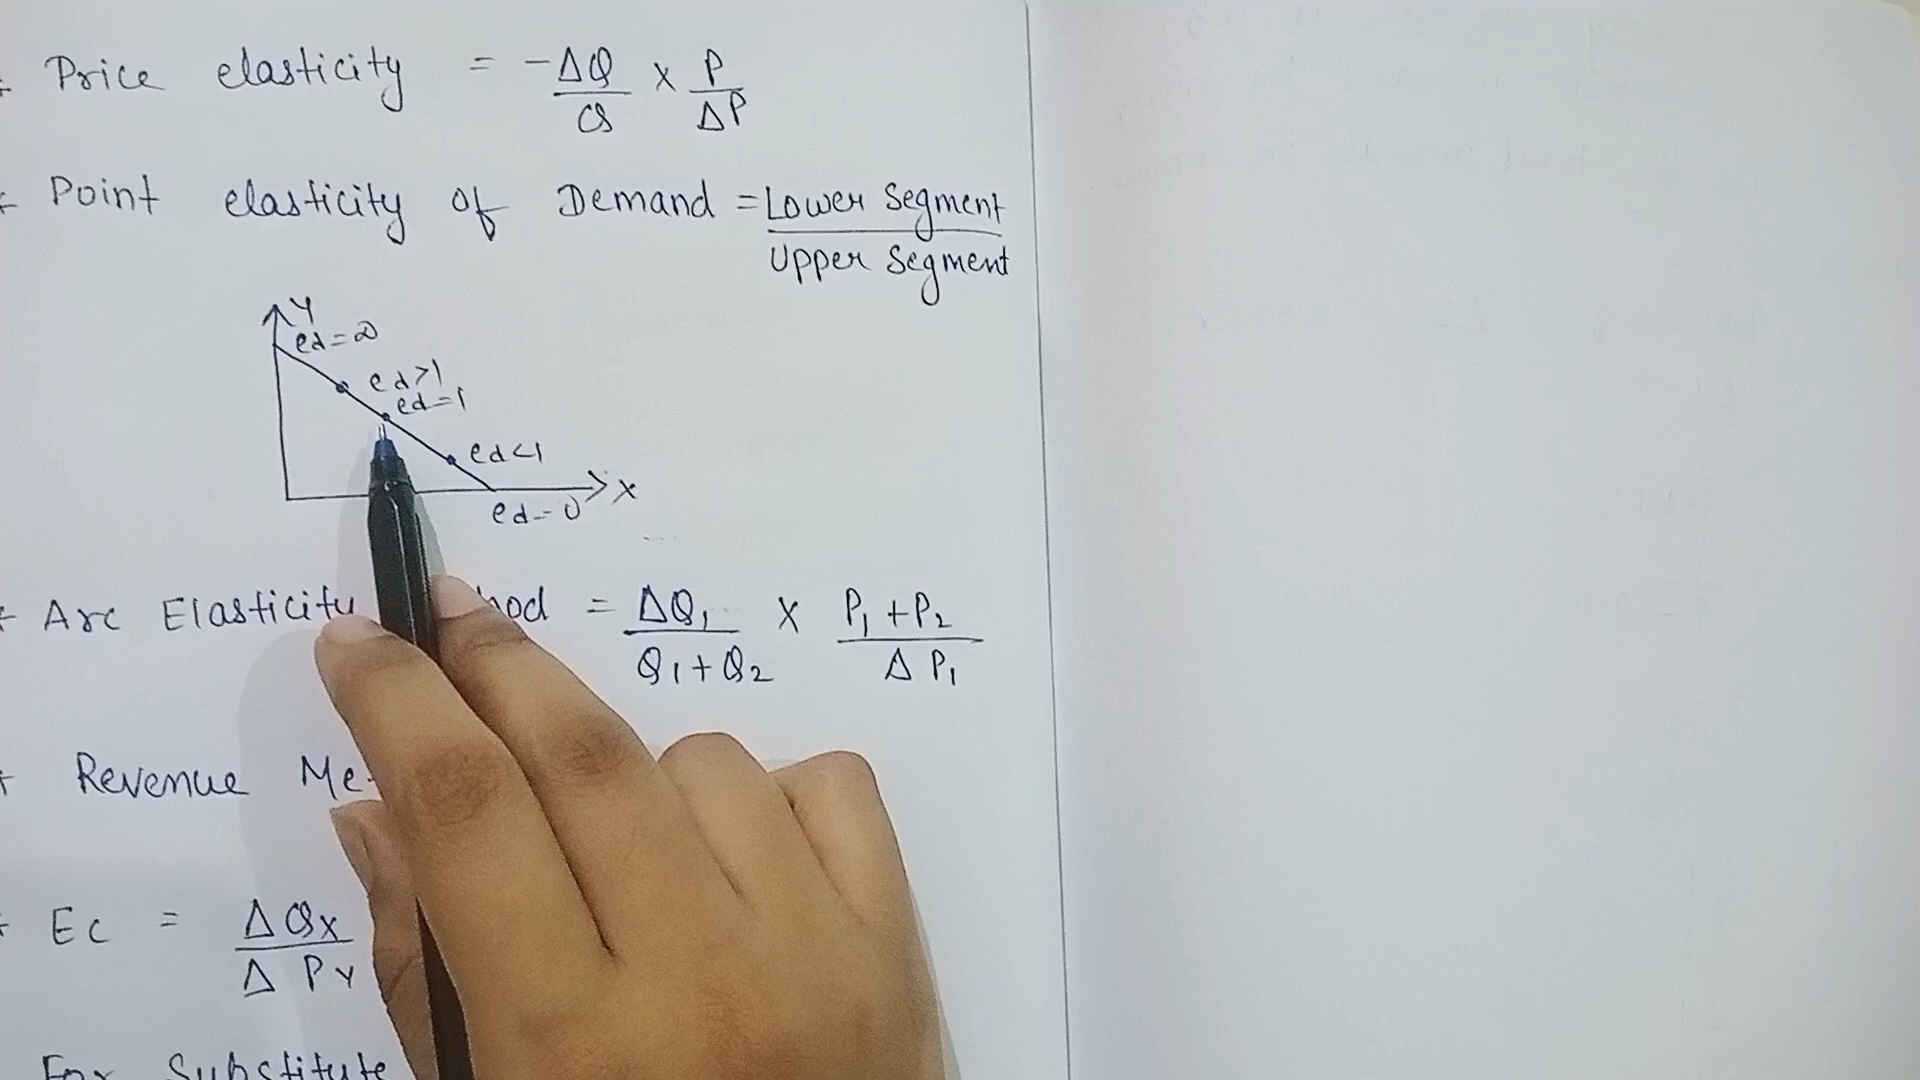 Price elasticity = -ΔQ/Q × P/ΔP
Point elasticity of Demand = Lower Segment/Upper Segment
Y
ed=∞
ed>1
ed=1
ed<1
X
ed=0
Arc Elasticity hod = ΔQ1/Q1+Q2 × P1+P2/ΔP1
Revenue Me
Ec = ΔQx/ΔPy
For Substitute